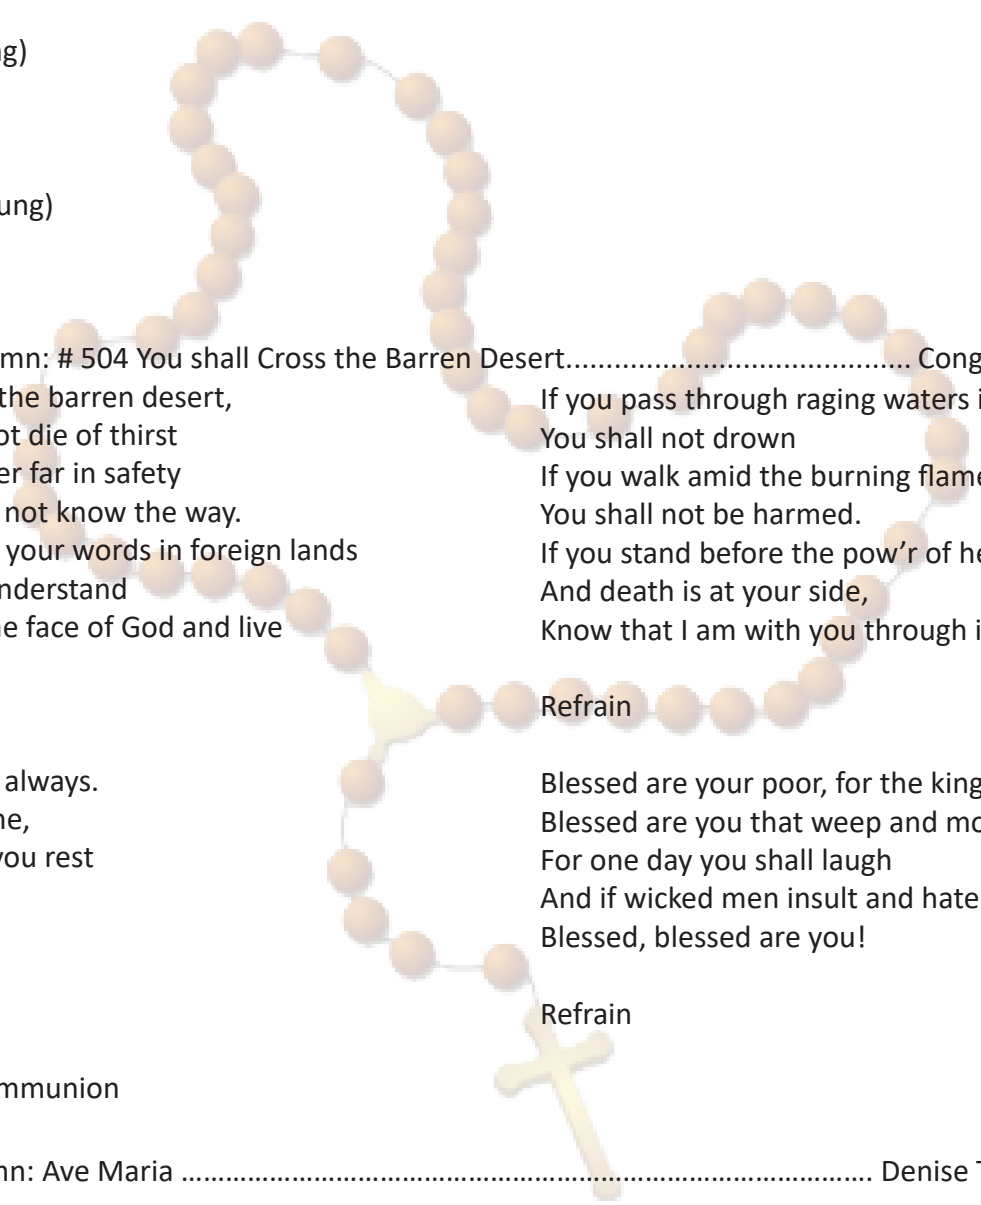 g)
ung)
mn: # 504 You shall Cross the Barren Desert.......................................... Cong
the barren desert,
ot die of thirst
er far in safety
not know the way.
your words in foreign lands
nderstand
ne face of God and live
always.
ne,
you rest
If you pass through raging waters i
You shall not drown
If you walk amid the burning flame
You shall not be harmed.
If you stand before the pow’r of he
And death is at your side,
Know that I am with you through i
Refrain
Blessed are your poor, for the king
Blessed are you that weep and mo
For one day you shall laugh
And if wicked men insult and hate
Blessed, blessed are you!
Refrain
mmunion
nn: Ave Maria ……………………………………………………………………………………. Denise T